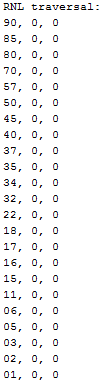 RNL traversal:
90, 0, 0
85, 0, 0
80, 0, 0
70, 0, 0
57, 0, 0
50, 0, 0
45, 0, 0
40, 0, 0
37, 0, 0
35, 0, 0
34, 0, 0
32, 0, 0
22, 0, 0
18, 0, 0
17, 0, 0
16, 0, 0
15, 0, 0
11, 0, 0
06, 0, 0
05, 0, 0
03, 0, 0
02, 0, 0
01, 0, 0